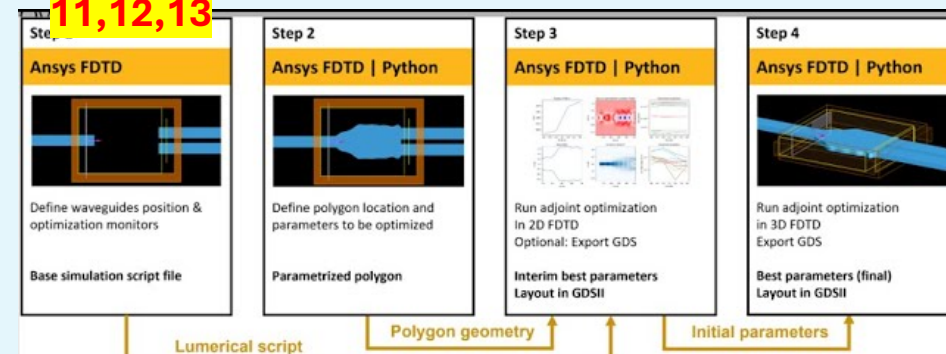 11,12,13
Step
Ansys FDTD
Define waveguides position &
optimization monitors
Base simulation script file
Step 2
Ansys FDTD | Python
Define polygon location and
parameters to be optimized
Parametrized polygon
Step 3
Ansys FDTD | Python
Run adjoint optimization
In 2D FDTD
Optional: Export GDS
Interim best parameters
Layout in GDSII
Step 4
Ansys FDTD | Python
Run adjoint optimization
in 3D FDTD
Export GDS
Best parameters (final)
Layout in GDSII
Lumerical script
Polygon geometry
Initial parameters